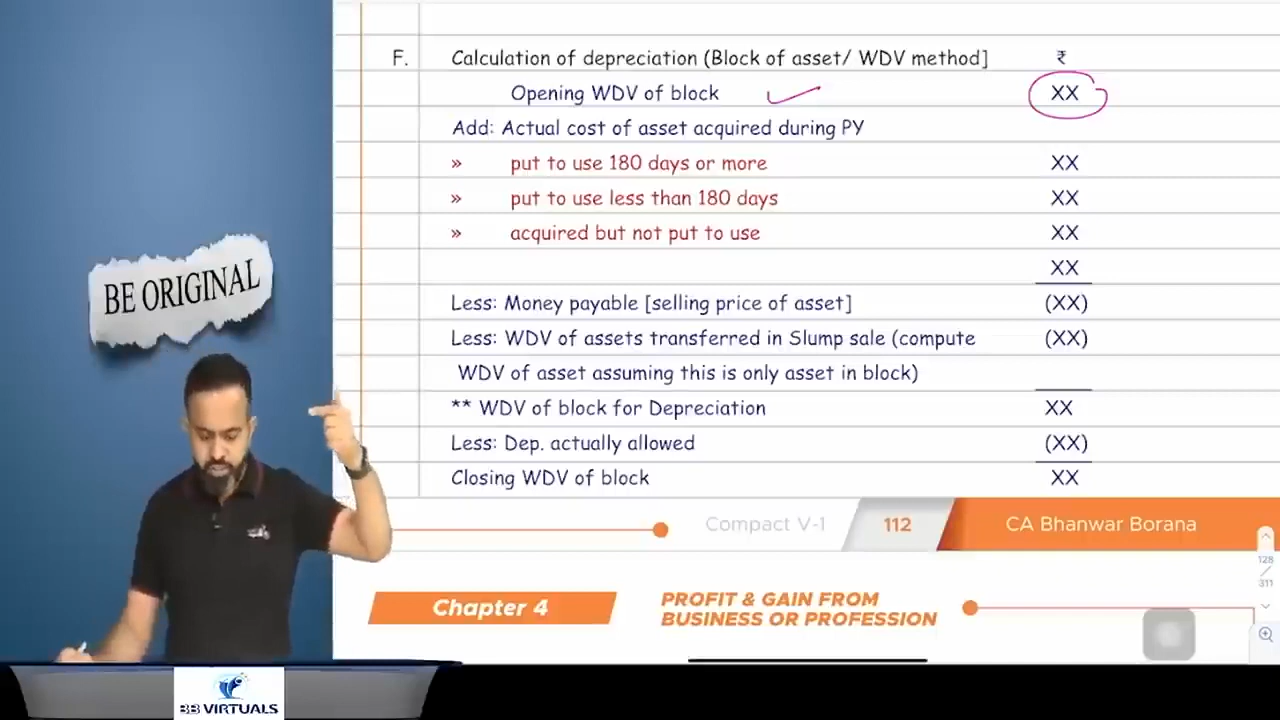 BE ORIGINAL
F. Calculation of depreciation (Block of asset/ WDV method] ₹
Opening WDV of block XX
Add: Actual cost of asset acquired during PY
» put to use 180 days or more XX
» put to use less than 180 days XX
» acquired but not put to use XX
XX
Less: Money payable [selling price of asset] (XX)
Less: WDV of assets transferred in Slump sale (compute (XX)
WDV of asset assuming this is only asset in block)
** WDV of block for Depreciation XX
Less: Dep. actually allowed (XX)
Closing WDV of block XX
Compact V-1 112 CA Bhanwar Borana
128
/
311
Chapter 4
PROFIT & GAIN FROM
BUSINESS OR PROFESSION
BB VIRTUALS